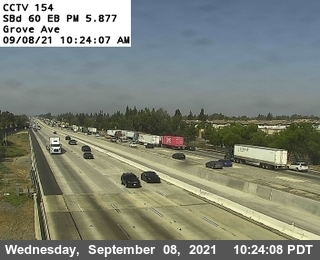 CCTV 154
SBd 60 EB PM 5.877
Grove Ave
09/08/21 10:24:07 AM
Wednesday, September 08, 2021 10:24:08 PDT